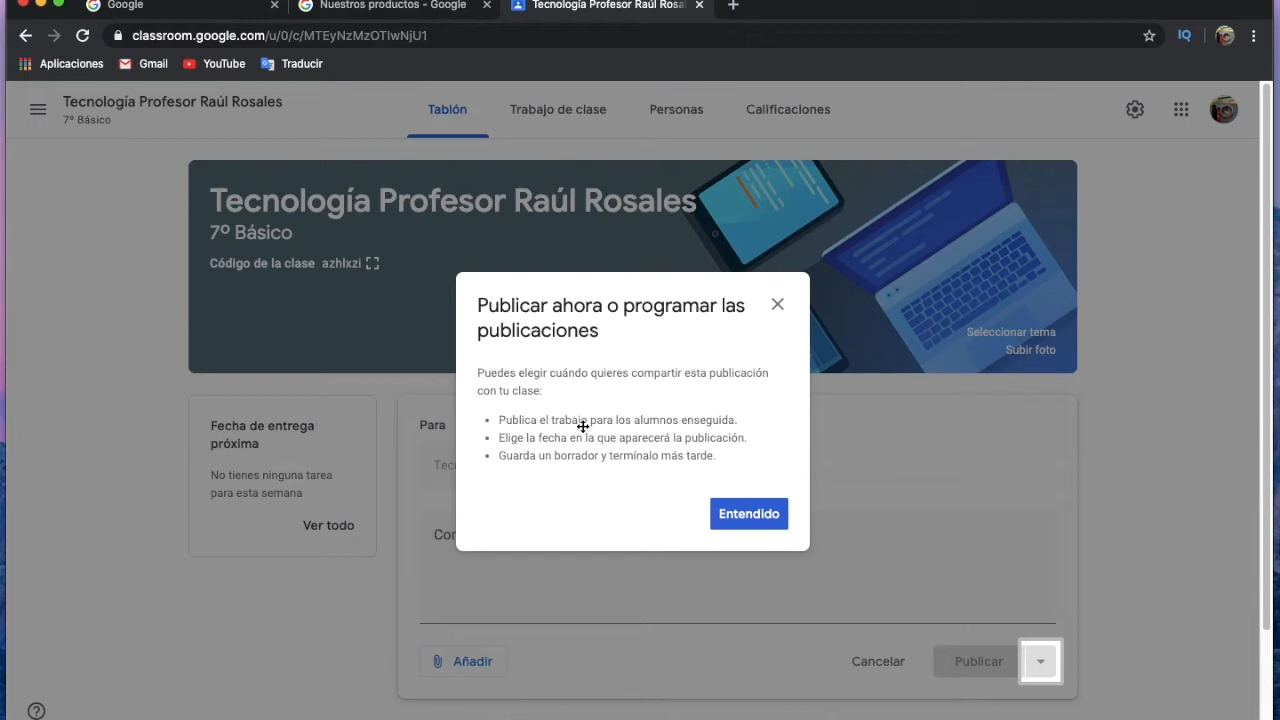 Google
Nuestros productos - Google
Tecnología Profesor Raúl Rosal
classroom.google.com/u/0/c/MTEyNzMzOTIwNjU1
IQ
Aplicaciones
Gmail
YouTube
Traducir
Tecnología Profesor Raúl Rosales
7º Básico
Tablón
Trabajo de clase
Personas
Calificaciones
Tecnología Profesor Raúl Rosales
7º Básico
Código de la clase azhlxzi
Seleccionar tema
Subir foto
Publicar ahora o programar las
publicaciones
Puedes elegir cuándo quieres compartir esta publicación
con tu clase:
• Publica el trabajo para los alumnos enseguida.
• Elige la fecha en la que aparecerá la publicación.
• Guarda un borrador y termínalo más tarde.
Entendido
Fecha de entrega
próxima
No tienes ninguna tarea
para esta semana
Ver todo
Para
Tec
Con
Añadir
Cancelar
Publicar